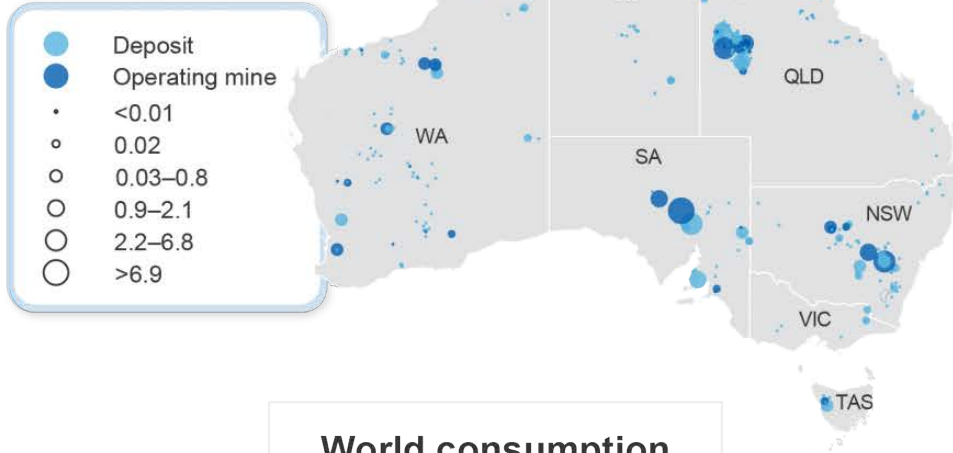 Deposit
Operating mine
<0.01
0.02
0.03–0.8
0.9–2.1
2.2–6.8
>6.9
QLD
WA
SA
NSW
VIC
TAS
World consumption